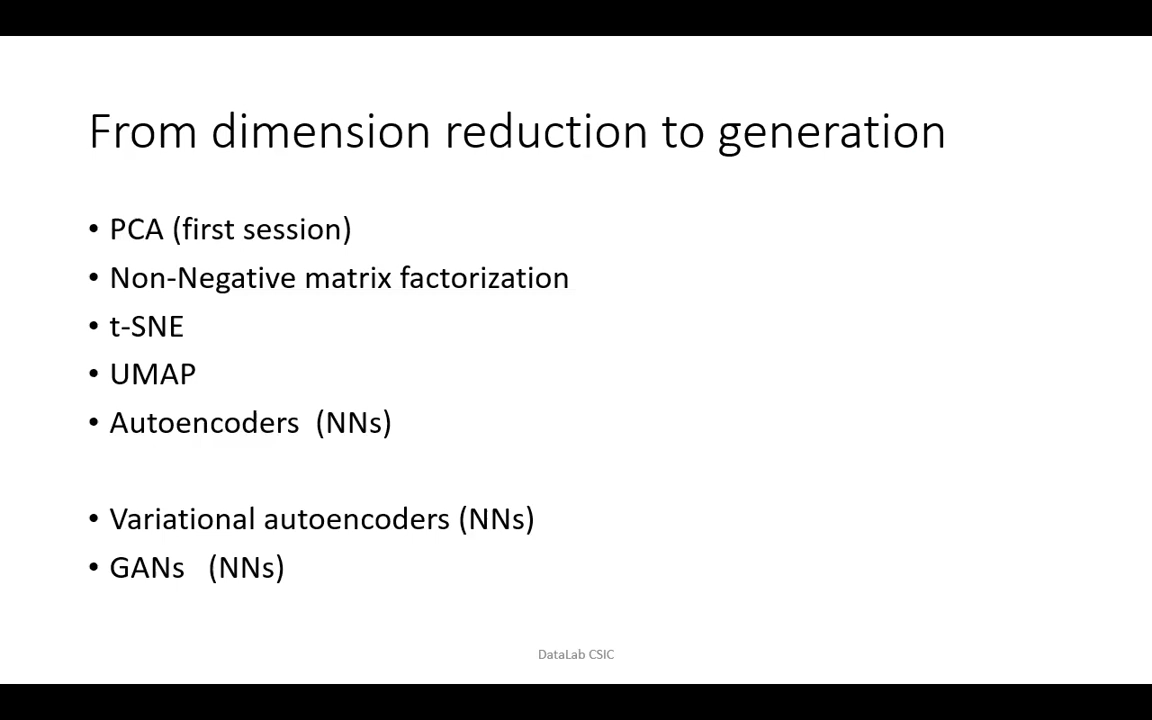 From dimension reduction to generation
• PCA (first session)
• Non-Negative matrix factorization
• t-SNE
• UMAP
• Autoencoders  (NNs)
• Variational autoencoders (NNs)
• GANs   (NNs)
DataLab CSIC